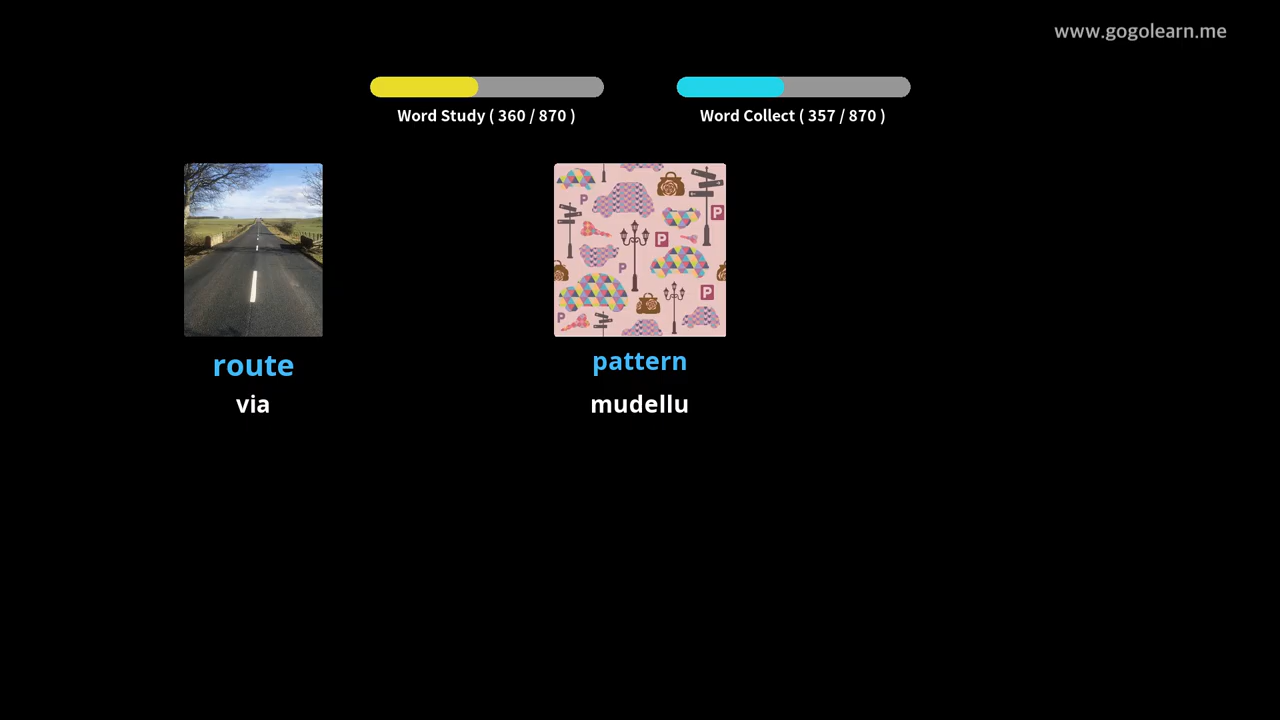 www.gogolearn.me
Word Study ( 360 / 870 )
Word Collect ( 357 / 870 )
P
P
P
P
P
P
route
pattern
via
mudellu